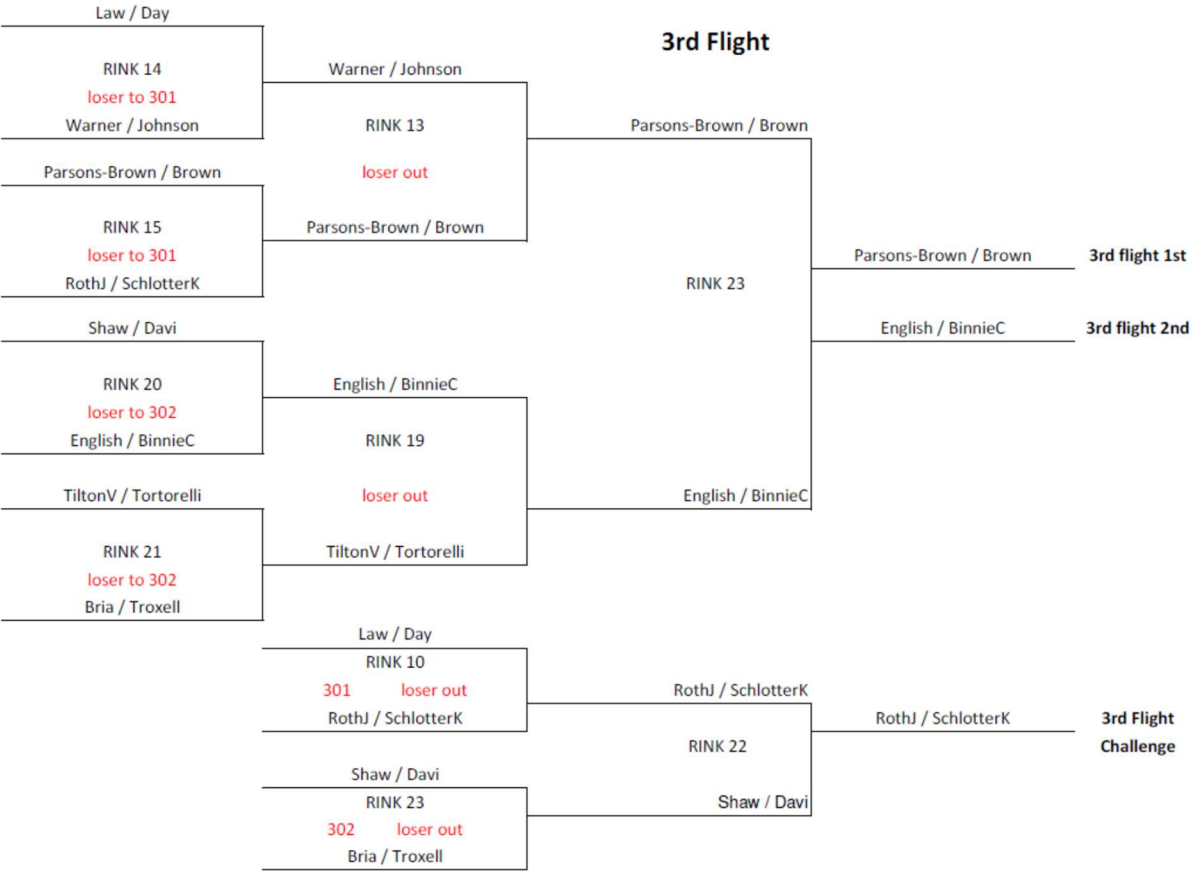 Law / Day
3rd Flight
RINK 14
Warner / Johnson
loser to 301
Warner / Johnson
RINK 13
Parsons-Brown / Brown
Parsons-Brown / Brown
loser out
RINK 15
Parsons-Brown / Brown
loser to 301
Parsons-Brown / Brown
3rd flight 1st
RothJ / SchlotterK
RINK 23
Shaw / Davi
English / BinnieC
3rd flight 2nd
RINK 20
English / BinnieC
loser to 302
English / BinnieC
RINK 19
TiltonV / Tortorelli
loser out
English / BinnieC
RINK 21
TiltonV / Tortorelli
loser to 302
Bria / Troxell
Law / Day
RINK 10
301 loser out
RothJ / SchlotterK
RothJ / SchlotterK
RothJ / SchlotterK
3rd Flight
Challenge
RINK 22
Shaw / Davi
RINK 23
Shaw / Davi
302 loser out
Bria / Troxell